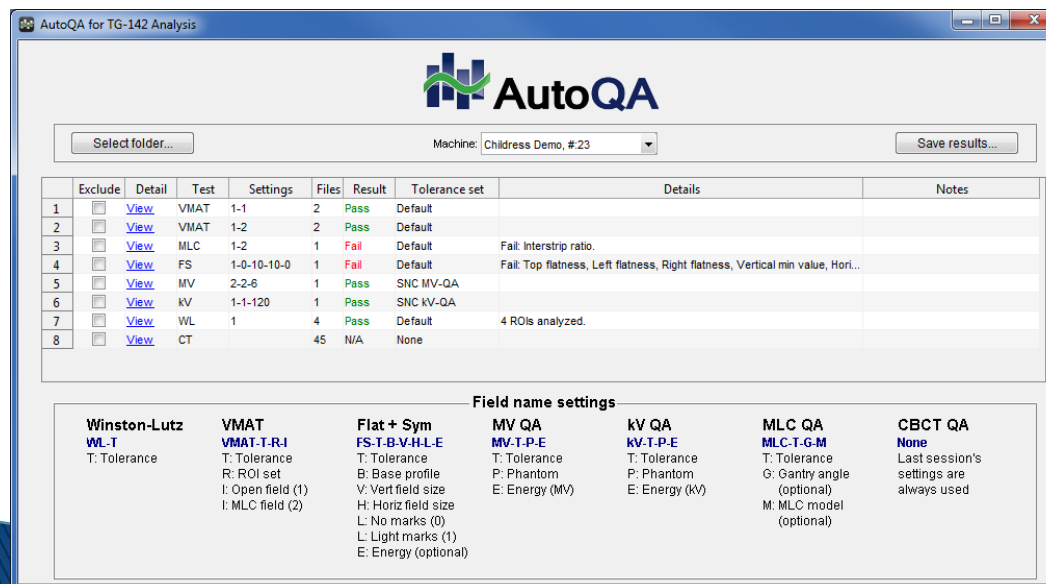 AutoQA for TG-142 Analysis
AutoQA
Select folder...
Machine: Childress Demo, #:23
Save results...
Exclude Detail Test Settings Files Result Tolerance set Details Notes
1 View VMAT 1-1 2 Pass Default
2 View VMAT 1-2 2 Pass Default
3 View MLC 1-2 1 Fail Default Fail: Interstrip ratio.
4 View FS 1-0-10-10-0 1 Fail Default Fail: Top flatness, Left flatness, Right flatness, Vertical min value, Hori...
5 View MV 2-2-6 1 Pass SNC MV-QA
6 View kV 1-1-120 1 Pass SNC kV-QA
7 View WL 1 4 Pass Default 4 ROIs analyzed.
8 View CT 45 N/A None
Field name settings
Winston-Lutz
WL-T
T: Tolerance
VMAT
VMAT-T-R-I
T: Tolerance
R: ROI set
I: Open field (1)
I: MLC field (2)
Flat + Sym
FS-T-B-V-H-L-E
T: Tolerance
B: Base profile
V: Vert field size
H: Horiz field size
L: No marks (0)
L: Light marks (1)
E: Energy (optional)
MV QA
MV-T-P-E
T: Tolerance
P: Phantom
E: Energy (MV)
kV QA
kV-T-P-E
T: Tolerance
P: Phantom
E: Energy (kV)
MLC QA
MLC-T-G-M
T: Tolerance
G: Gantry angle
(optional)
M: MLC model
(optional)
CBCT QA
None
Last session's
settings are
always used